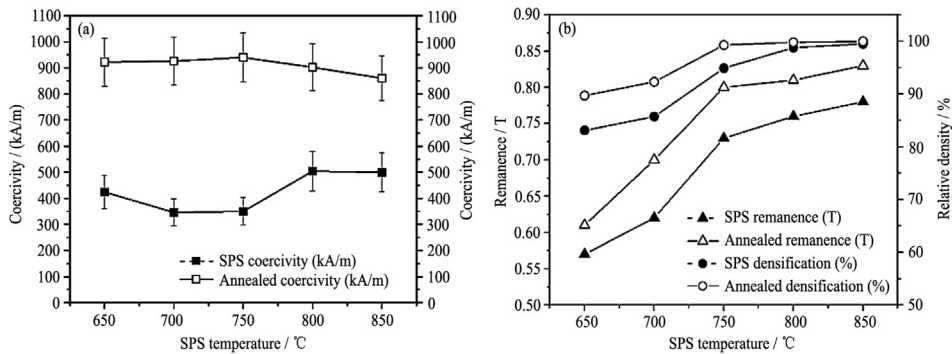 (a)
1100
1000
900
800
700
600
500
400
300
200
100
0
Coercivity / (kA/m)
1100
1000
900
800
700
600
500
400
300
200
100
0
Coercivity / (kA/m)
SPS coercivity (kA/m)
Annealed coercivity (kA/m)
650 700 750 800 850
SPS temperature / ℃
(b)
0.90
0.85
0.80
0.75
0.70
0.65
0.60
0.55
0.50
Remanence / T
100
90
80
70
60
50
Relative density / %
SPS remanence (T)
Annealed remanence (T)
SPS densification (%)
Annealed densification (%)
650 700 750 800 850
SPS temperature / ℃